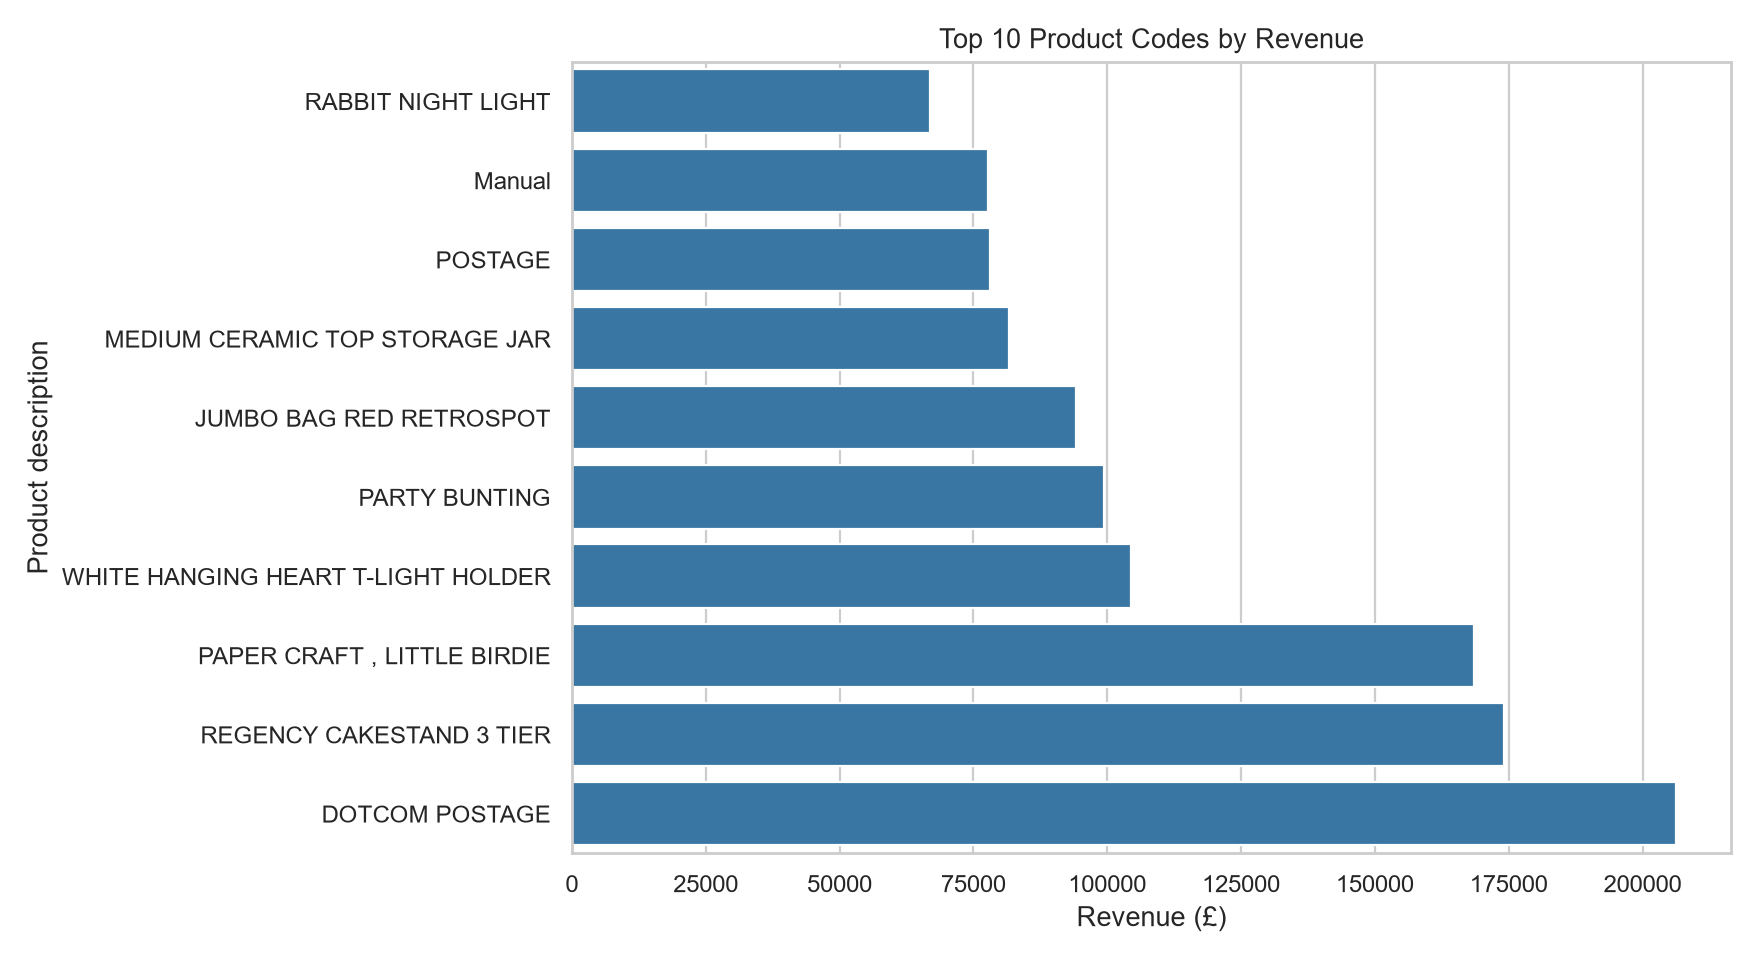 Top 10 Product Codes by Revenue
Product description
RABBIT NIGHT LIGHT
Manual
POSTAGE
MEDIUM CERAMIC TOP STORAGE JAR
JUMBO BAG RED RETROSPOT
PARTY BUNTING
WHITE HANGING HEART T-LIGHT HOLDER
PAPER CRAFT , LITTLE BIRDIE
REGENCY CAKESTAND 3 TIER
DOTCOM POSTAGE
0 25000 50000 75000 100000 125000 150000 175000 200000
Revenue (£)